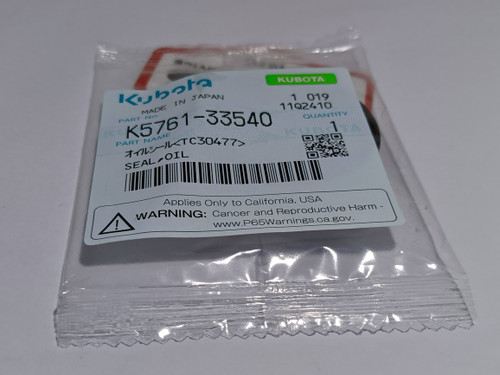 Kubota
KUBOTA
MADE IN JAPAN
1 019
11Q2410
PART No.
QUANTITY
K5761-33540
1
PART NAME
オイルシール<TC30477>
SEAL,OIL
Applies Only to California, USA
WARNING: Cancer and Reproductive Harm -
www.P65Warnings.ca.gov.